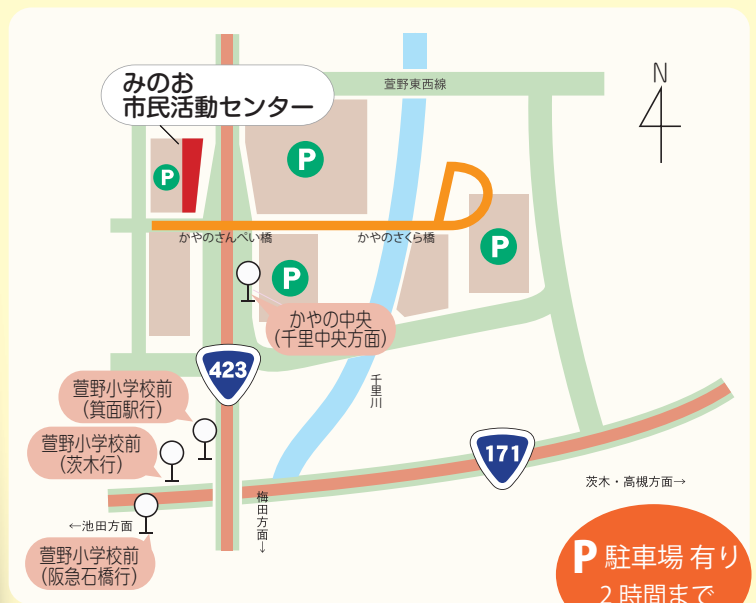 みのお
市民活動センター
萱野東西線
N
P
P
かやのさんぺい橋
かやのさくら橋
P
P
かやの中央
(千里中央方面)
423
千里川
萱野小学校前
(箕面駅行)
萱野小学校前
(茨木行)
171
茨木・高槻方面→
←池田方面
梅田方面→
萱野小学校前
(阪急石橋行)
P 駐車場 有り
2時間まで